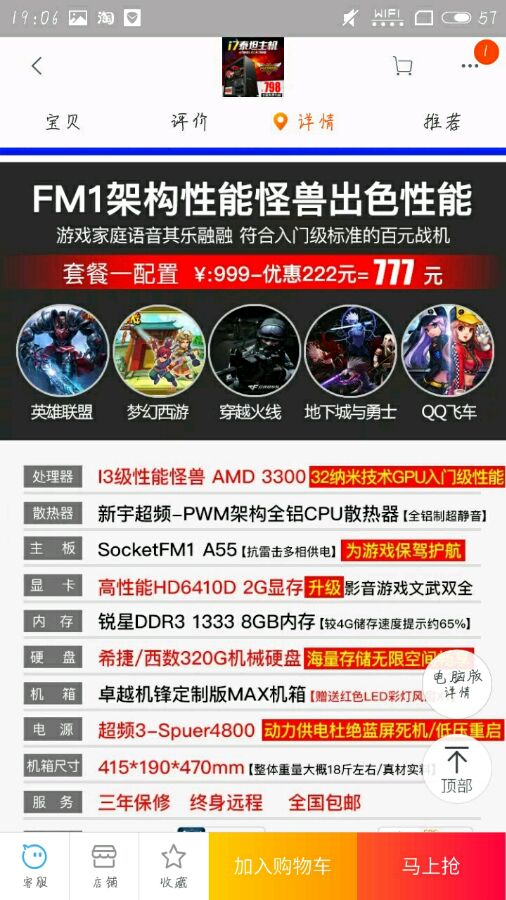 19:06
淘
WIFI
57
i7泰坦主机
798
1
宝贝
评价
详情
推荐
FM1架构性能怪兽出色性能
游戏家庭语音其乐融融 符合入门级标准的百元战机
套餐一配置 ¥:999-优惠222元=777 元
英雄联盟
梦幻西游
穿越火线
地下城与勇士
QQ飞车
处理器 I3级性能怪兽 AMD 3300 32纳米技术GPU入门级性能
散热器 新宇超频-PWM架构全铝CPU散热器【全铝制超静音】
主 板 SocketFM1 A55【抗雷击多相供电】 为游戏保驾护航
显 卡 高性能HD6410D 2G显存 升级 影音游戏文武双全
内 存 锐星DDR3 1333 8GB内存【较4G储存速度提示约65%】
硬 盘 希捷/西数320G机械硬盘 海量存储无限空间
机 箱 卓越机锋定制版MAX机箱【赠送红色LED彩灯风
电脑版
详情
电 源 超频3-Spuer4800 动力供电杜绝蓝屏死机/低压重启
机箱尺寸 415*190*470mm【整体重量大概18斤左右/真材实料
顶部
服 务 三年保修 终身远程 全国包邮
客服
店铺
收藏
加入购物车
马上抢